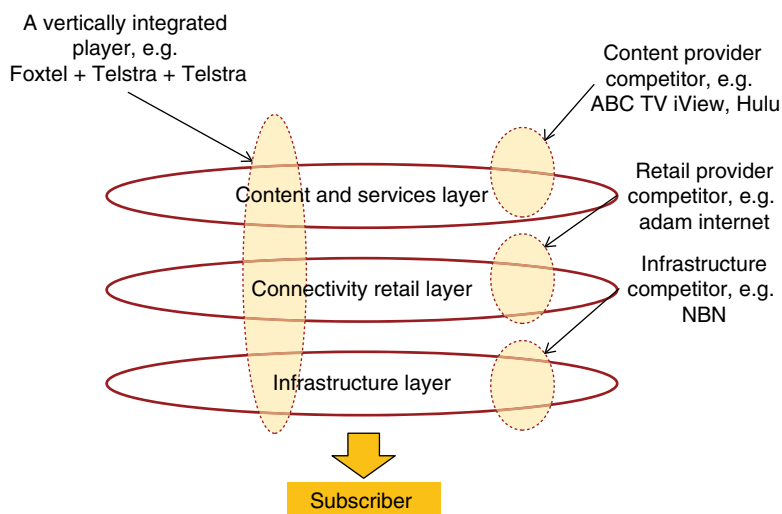 A vertically integrated
player, e.g.
Foxtel + Telstra + Telstra
Content provider
competitor, e.g.
ABC TV iView, Hulu
Content and services layer
Retail provider
competitor, e.g.
adam internet
Connectivity retail layer
Infrastructure
competitor, e.g.
NBN
Infrastructure layer
Subscriber